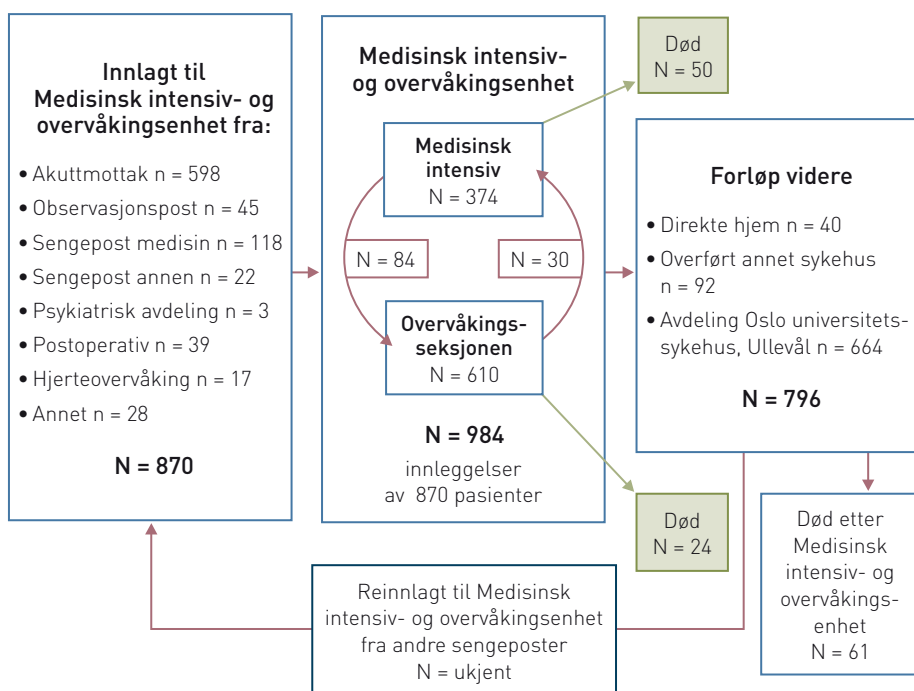 Innlagt til
Medisinsk intensiv- og
overvåkingsenhet fra:
• Akuttmottak n = 598
• Observasjonspost n = 45
• Sengepost medisin n = 118
• Sengepost annen n = 22
• Psykiatrisk avdeling n = 3
• Postoperativ n = 39
• Hjerteovervåking n = 17
• Annet n = 28
N = 870
Medisinsk intensiv-
og overvåkingsenhet
Medisinsk
intensiv
N = 374
N = 84
N = 30
Overvåkings-
seksjonen
N = 610
N = 984
innleggelser
av 870 pasienter
Død
N = 50
Død
N = 24
Forløp videre
• Direkte hjem n = 40
• Overført annet sykehus
n = 92
• Avdeling Oslo universitets-
sykehus, Ullevål n = 664
N = 796
Død etter
Medisinsk
intensiv- og
overvåkings-
enhet
N = 61
Reinnlagt til Medisinsk
intensiv- og overvåkingsenhet
fra andre sengeposter
N = ukjent